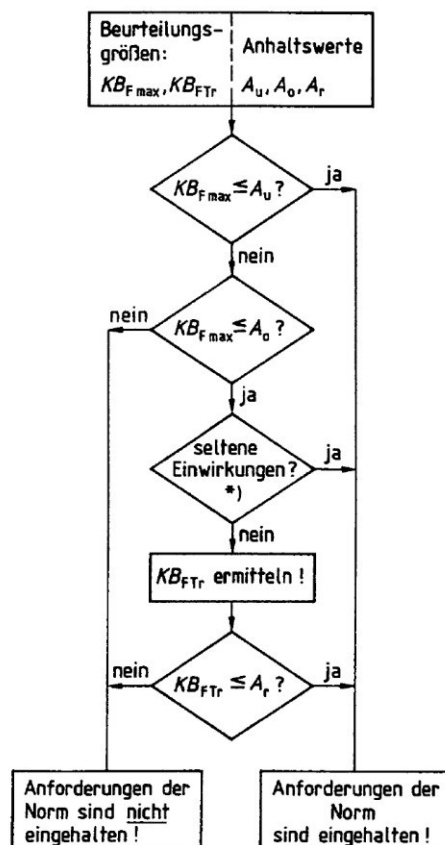 Beurteilungs-
größen:
Anhaltswerte
KB_Fmax, KB_FTr
A_u, A_o, A_r
KB_Fmax ≤ A_u ?
ja
nein
KB_Fmax ≤ A_o ?
nein
ja
seltene
Einwirkungen?
*)
ja
nein
KB_FTr ermitteln !
KB_FTr ≤ A_r ?
nein
ja
Anforderungen der
Norm sind nicht
eingehalten !
Anforderungen der
Norm
sind eingehalten !